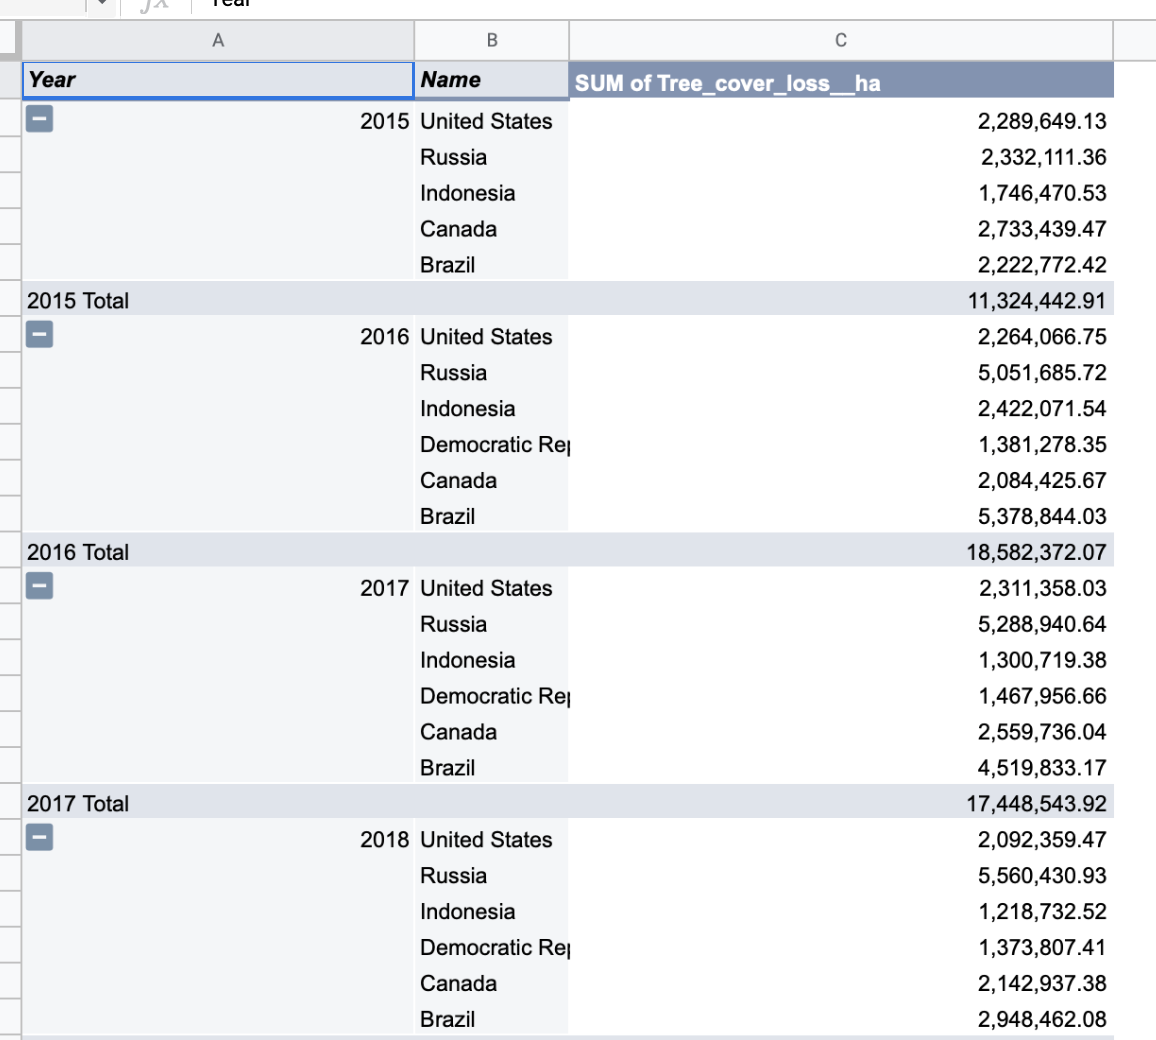 Year
A B C
Year Name SUM of Tree_cover_loss__ha
2015 United States 2,289,649.13
Russia 2,332,111.36
Indonesia 1,746,470.53
Canada 2,733,439.47
Brazil 2,222,772.42
2015 Total 11,324,442.91
2016 United States 2,264,066.75
Russia 5,051,685.72
Indonesia 2,422,071.54
Democratic Rep 1,381,278.35
Canada 2,084,425.67
Brazil 5,378,844.03
2016 Total 18,582,372.07
2017 United States 2,311,358.03
Russia 5,288,940.64
Indonesia 1,300,719.38
Democratic Rep 1,467,956.66
Canada 2,559,736.04
Brazil 4,519,833.17
2017 Total 17,448,543.92
2018 United States 2,092,359.47
Russia 5,560,430.93
Indonesia 1,218,732.52
Democratic Rep 1,373,807.41
Canada 2,142,937.38
Brazil 2,948,462.08